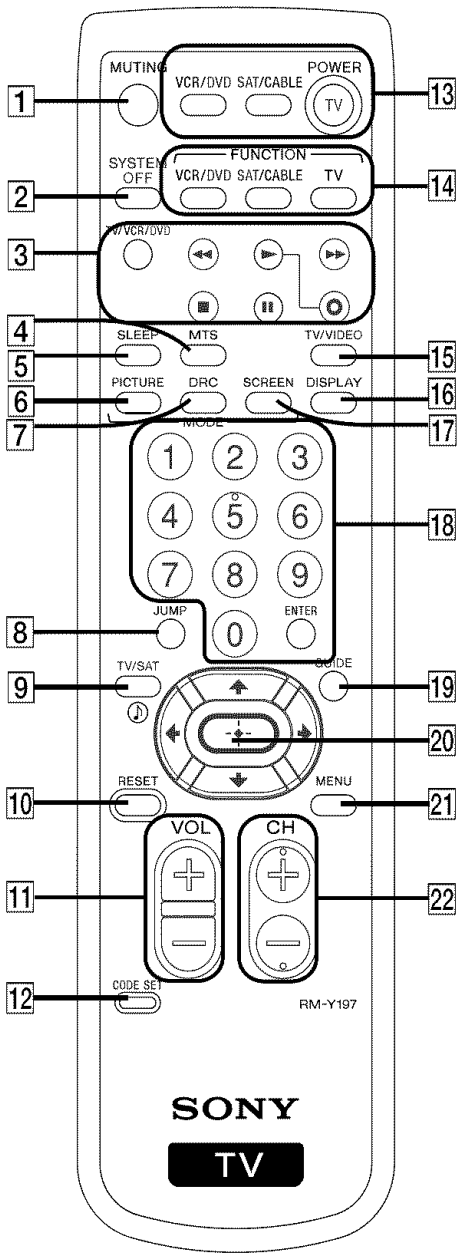 MUTING POWER
1 VCR/DVD SAT/CABLE TV 13
SYSTEM OFF FUNCTION
2 VCR/DVD SAT/CABLE TV 14
3 TV/VCR/DVD
4 SLEEP MTS TV/VIDEO
5 15
6 PICTURE DRC SCREEN DISPLAY 16
7 MODE 17
1 2 3
4 5 6 18
7 8 9
8 JUMP 0 ENTER
9 TV/SAT GUIDE 19
20
10 RESET MENU 21
VOL CH
11 + + 22
− −
12 CODE SET
RM-Y197
SONY
TV